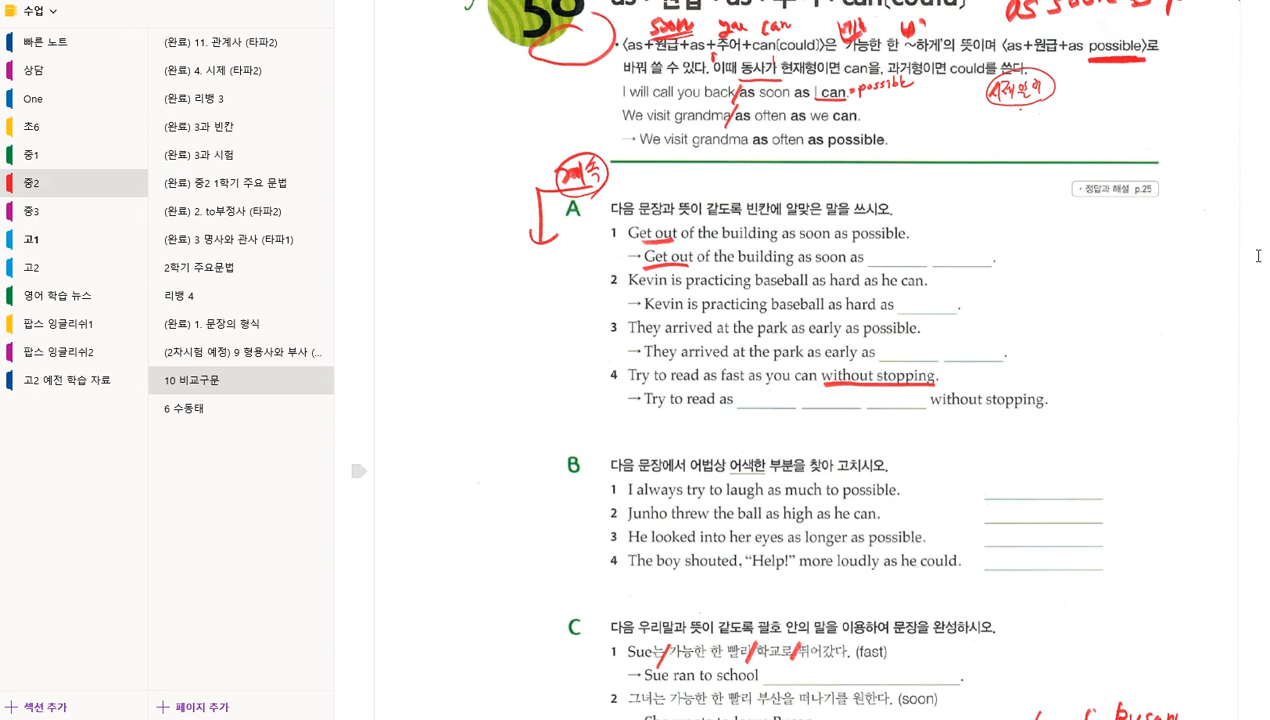 수업
빠른 노트
상담
One
초6
중1
중2
중3
고1
고2
영어 학습 뉴스
팝스 잉글리쉬1
팝스 잉글리쉬2
고2 예전 학습 자료
섹션 추가
(완료) 11. 관계사 (타파2)
(완료) 4. 시제 (타파2)
(완료) 리뱅 3
(완료) 3과 빈칸
(완료) 3과 시험
(완료) 중2 1학기 주요 문법
(완료) 2. to부정사 (타파2)
(완료) 3 명사와 관사 (타파1)
2학기 주요문법
리뱅 4
(완료) 1. 문장의 형식
(2차시험 예정) 9 형용사와 부사 (...
10 비교구문
6 수동태
페이지 추가
as+원급+as+주어+can(could)
as soon as
soon you can
• 〈as+원급+as+주어+can(could)〉은 '가능한 한 ~하게'의 뜻이며 〈as+원급+as possible〉로
바꿔 쓸 수 있다. 이때 동사가 현재형이면 can을, 과거형이면 could를 쓴다.
I will call you back as soon as I can. =possible
We visit grandma as often as we can.
→ We visit grandma as often as possible.
계속
• 정답과 해설 p.25
A 다음 문장과 뜻이 같도록 빈칸에 알맞은 말을 쓰시오.
1 Get out of the building as soon as possible.
→ Get out of the building as soon as ______ ______.
2 Kevin is practicing baseball as hard as he can.
→ Kevin is practicing baseball as hard as ______.
3 They arrived at the park as early as possible.
→ They arrived at the park as early as ______ ______.
4 Try to read as fast as you can without stopping.
→ Try to read as ______ ______ ______ without stopping.
B 다음 문장에서 어법상 어색한 부분을 찾아 고치시오.
1 I always try to laugh as much to possible.
2 Junho threw the ball as high as he can.
3 He looked into her eyes as longer as possible.
4 The boy shouted, “Help!” more loudly as he could.
C 다음 우리말과 뜻이 같도록 괄호 안의 말을 이용하여 문장을 완성하시오.
1 Sue는 가능한 한 빨리 학교로 뛰어갔다. (fast)
→ Sue ran to school ______.
2 그녀는 가능한 한 빨리 부산을 떠나기를 원한다. (soon)
Busan